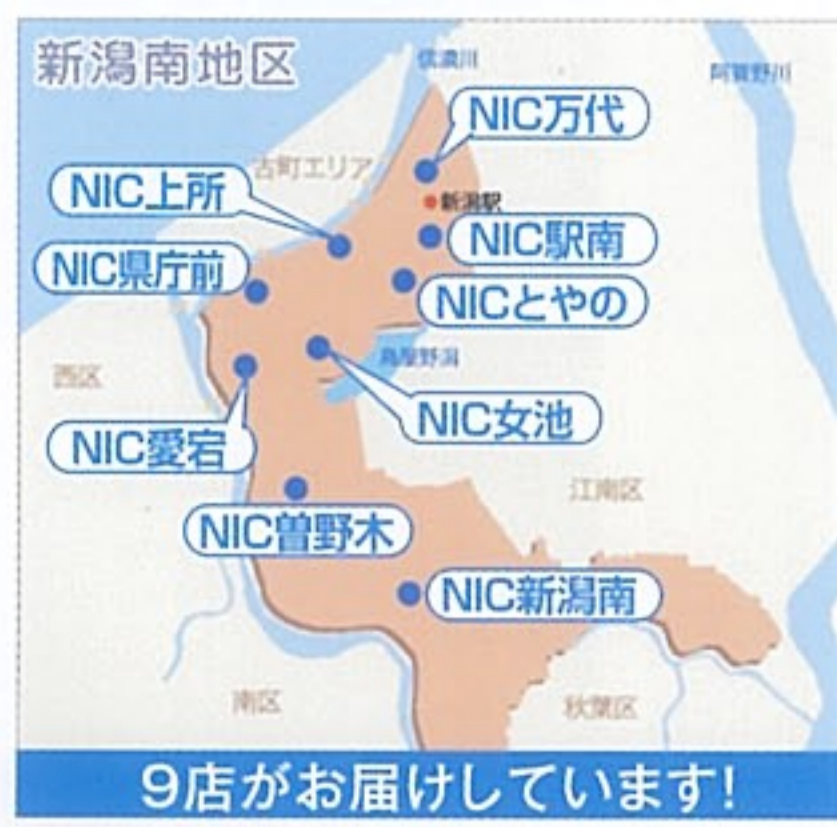 新潟南地区
信濃川
阿賀野川
NIC万代
古町エリア
NIC上所
新潟駅
NIC駅南
NIC県庁前
NICとやの
鳥屋野潟
西区
NIC女池
NIC愛宕
江南区
NIC曽野木
NIC新潟南
南区
秋葉区
9店がお届けしています!